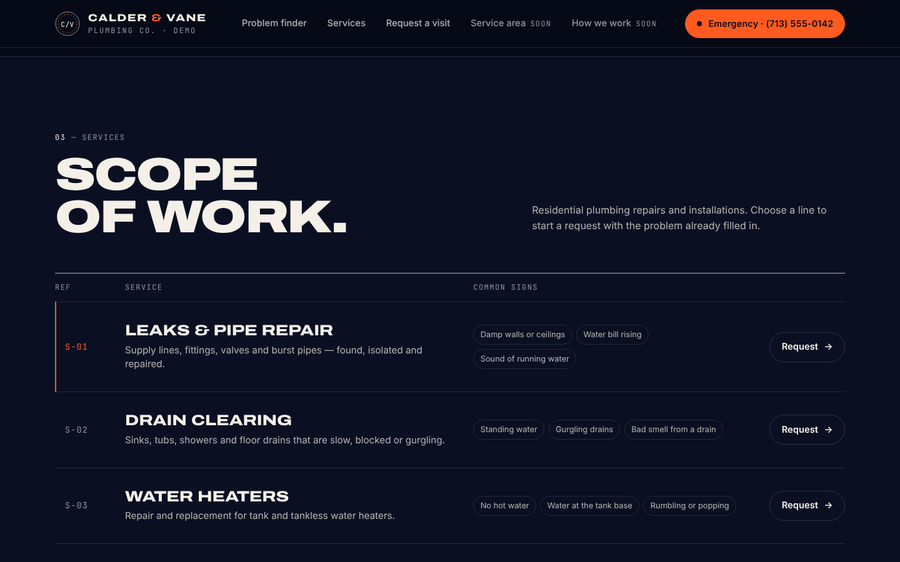 C/V
CALDER & VANE
PLUMBING CO. · DEMO
Problem finder
Services
Request a visit
Service area SOON
How we work SOON
Emergency · (713) 555-0142
03 — SERVICES
SCOPE
OF WORK.
Residential plumbing repairs and installations. Choose a line to
start a request with the problem already filled in.
REF
SERVICE
COMMON SIGNS
S-01
LEAKS & PIPE REPAIR
Supply lines, fittings, valves and burst pipes — found, isolated and
repaired.
Damp walls or ceilings
Water bill rising
Sound of running water
Request →
S-02
DRAIN CLEARING
Sinks, tubs, showers and floor drains that are slow, blocked or gurgling.
Standing water
Gurgling drains
Bad smell from a drain
Request →
S-03
WATER HEATERS
Repair and replacement for tank and tankless water heaters.
No hot water
Water at the tank base
Rumbling or popping
Request →